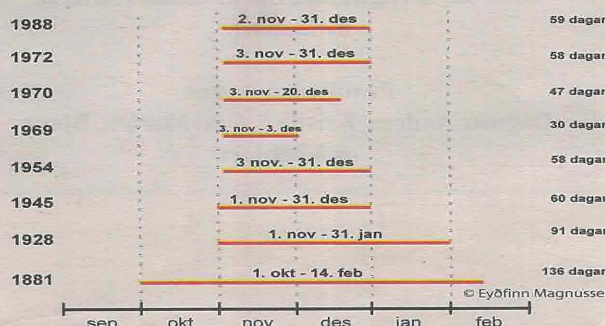 1988 2. nov - 31. des 59 dagar
1972 3. nov - 31. des 58 dagar
1970 3. nov - 20. des 47 dagar
1969 3. nov - 3. des 30 dagar
1954 3 nov. - 31. des 58 dagar
1945 1. nov - 31. des 60 dagar
1928 1. nov - 31. jan 91 dagar
1881 1. okt - 14. feb 136 dagar
© Eyðfinn Magnusse
sep okt nov des jan feb